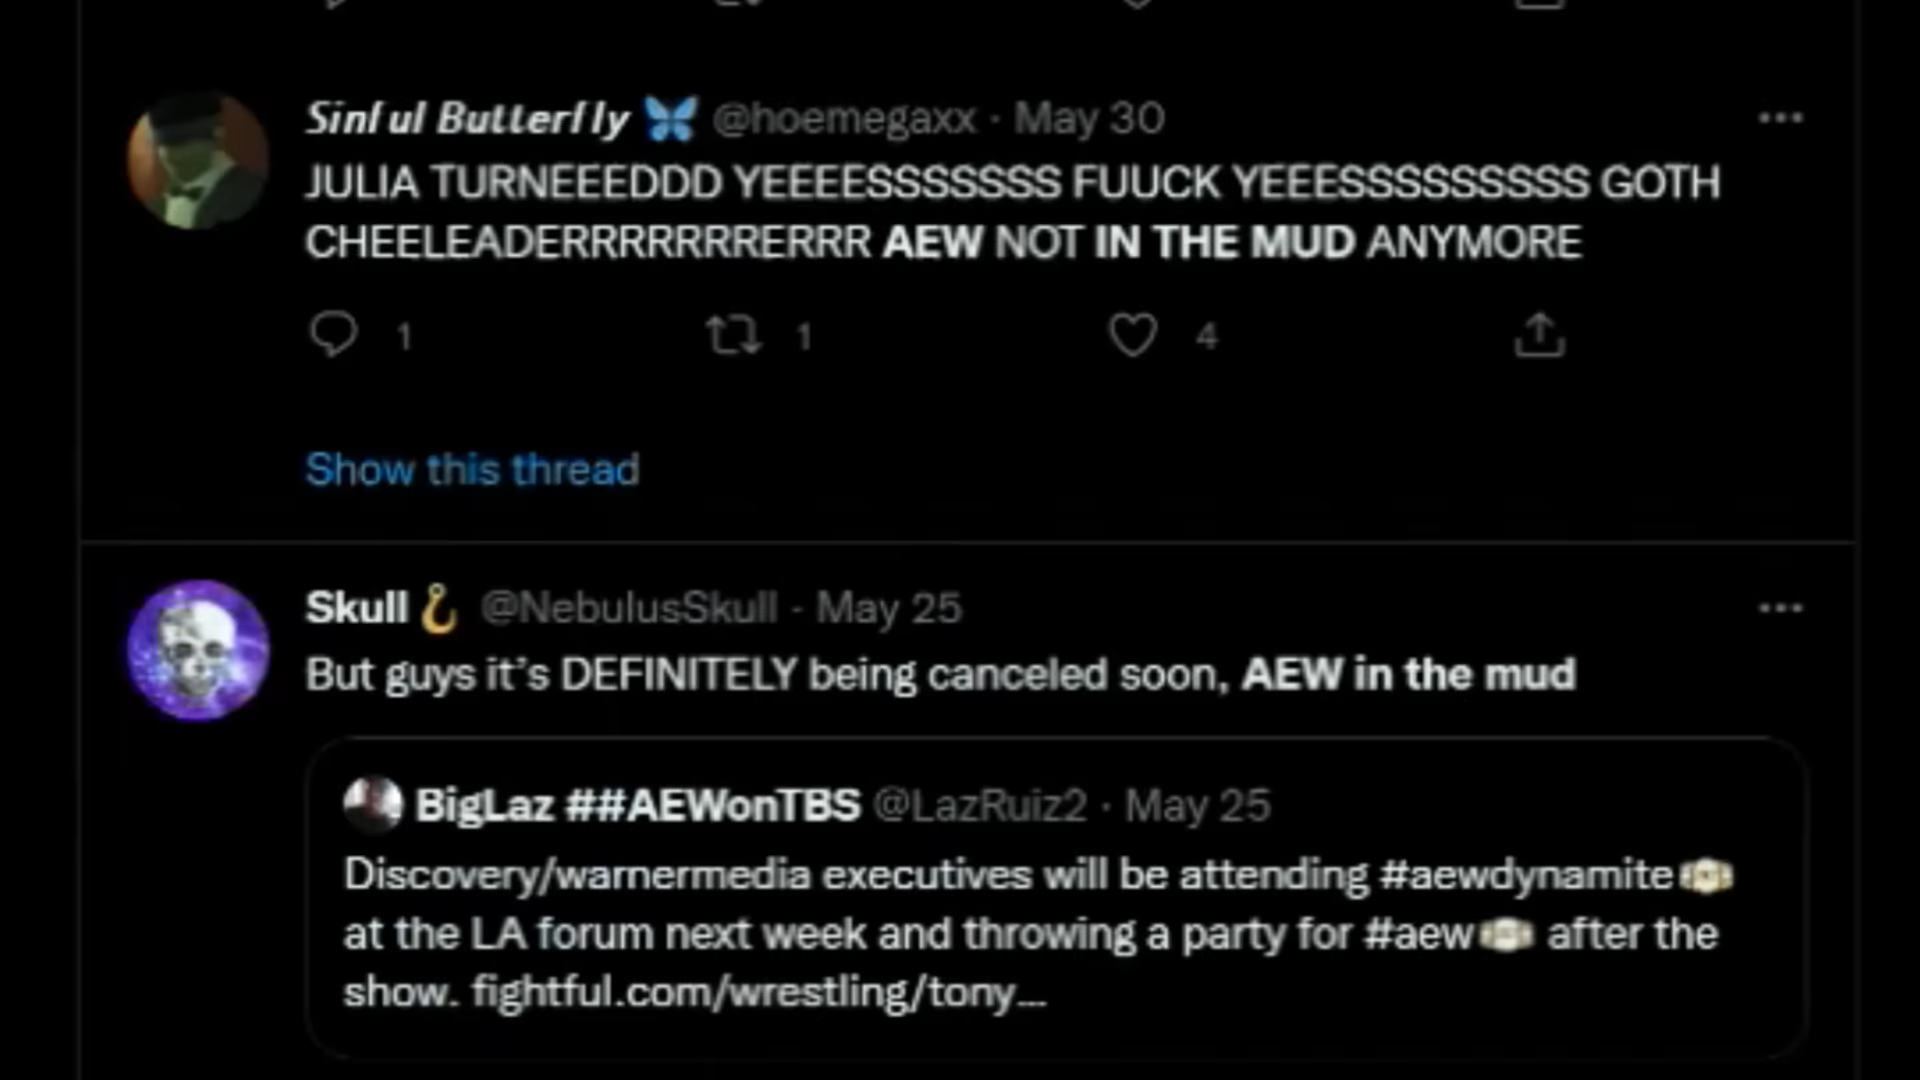 Sinful Butterfly 🦋 @hoemegaxx · May 30
JULIA TURNEEEDDD YEEEESSSSSSS FUUCK YEEESSSSSSSSS GOTH
CHEELEADERRRRRRRERRR AEW NOT IN THE MUD ANYMORE
1 1 4
Show this thread
Skull 🪝 @NebulusSkull - May 25
But guys it’s DEFINITELY being canceled soon, AEW in the mud
BigLaz ##AEWonTBS @LazRuiz2 · May 25
Discovery/warnermedia executives will be attending #aewdynamite
at the LA forum next week and throwing a party for #aew after the
show. fightful.com/wrestling/tony...